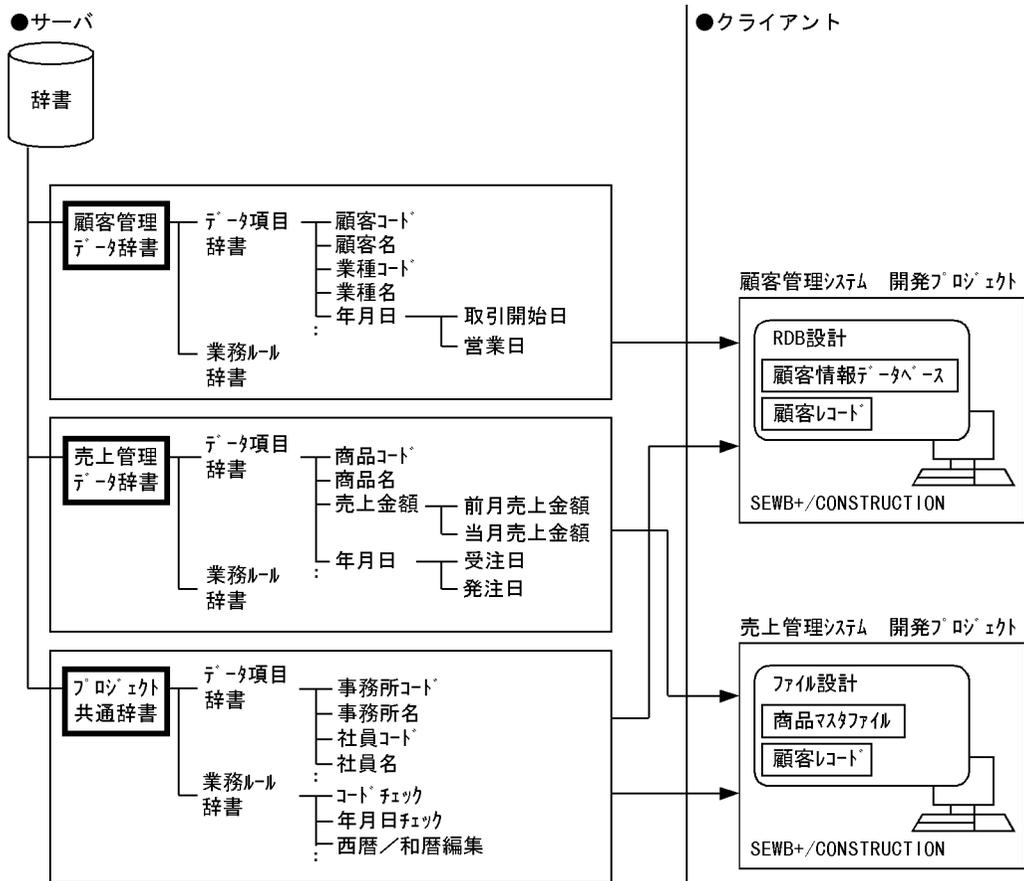 ●サーバ
辞書
顧客管理
ﾃﾞｰﾀ辞書
ﾃﾞｰﾀ項目
辞書
顧客ｺｰﾄﾞ
顧客名
業種ｺｰﾄﾞ
業種名
年月日
:
取引開始日
営業日
業務ﾙｰﾙ
辞書
売上管理
ﾃﾞｰﾀ辞書
ﾃﾞｰﾀ項目
辞書
商品ｺｰﾄﾞ
商品名
売上金額
前月売上金額
当月売上金額
年月日
:
受注日
発注日
業務ﾙｰﾙ
辞書
ﾌﾟﾛｼﾞｪｸﾄ
共通辞書
ﾃﾞｰﾀ項目
辞書
事務所ｺｰﾄﾞ
事務所名
社員ｺｰﾄﾞ
社員名
:
業務ﾙｰﾙ
辞書
ｺｰﾄﾞﾁｪｯｸ
年月日ﾁｪｯｸ
西暦／和暦編集
:
●クライアント
顧客管理ｼｽﾃﾑ　開発ﾌﾟﾛｼﾞｪｸﾄ
RDB設計
顧客情報ﾃﾞｰﾀﾍﾞｰｽ
顧客ﾚｺｰﾄﾞ
SEWB+/CONSTRUCTION
売上管理ｼｽﾃﾑ　開発ﾌﾟﾛｼﾞｪｸﾄ
ﾌｧｲﾙ設計
商品ﾏｽﾀﾌｧｲﾙ
顧客ﾚｺｰﾄﾞ
SEWB+/CONSTRUCTION